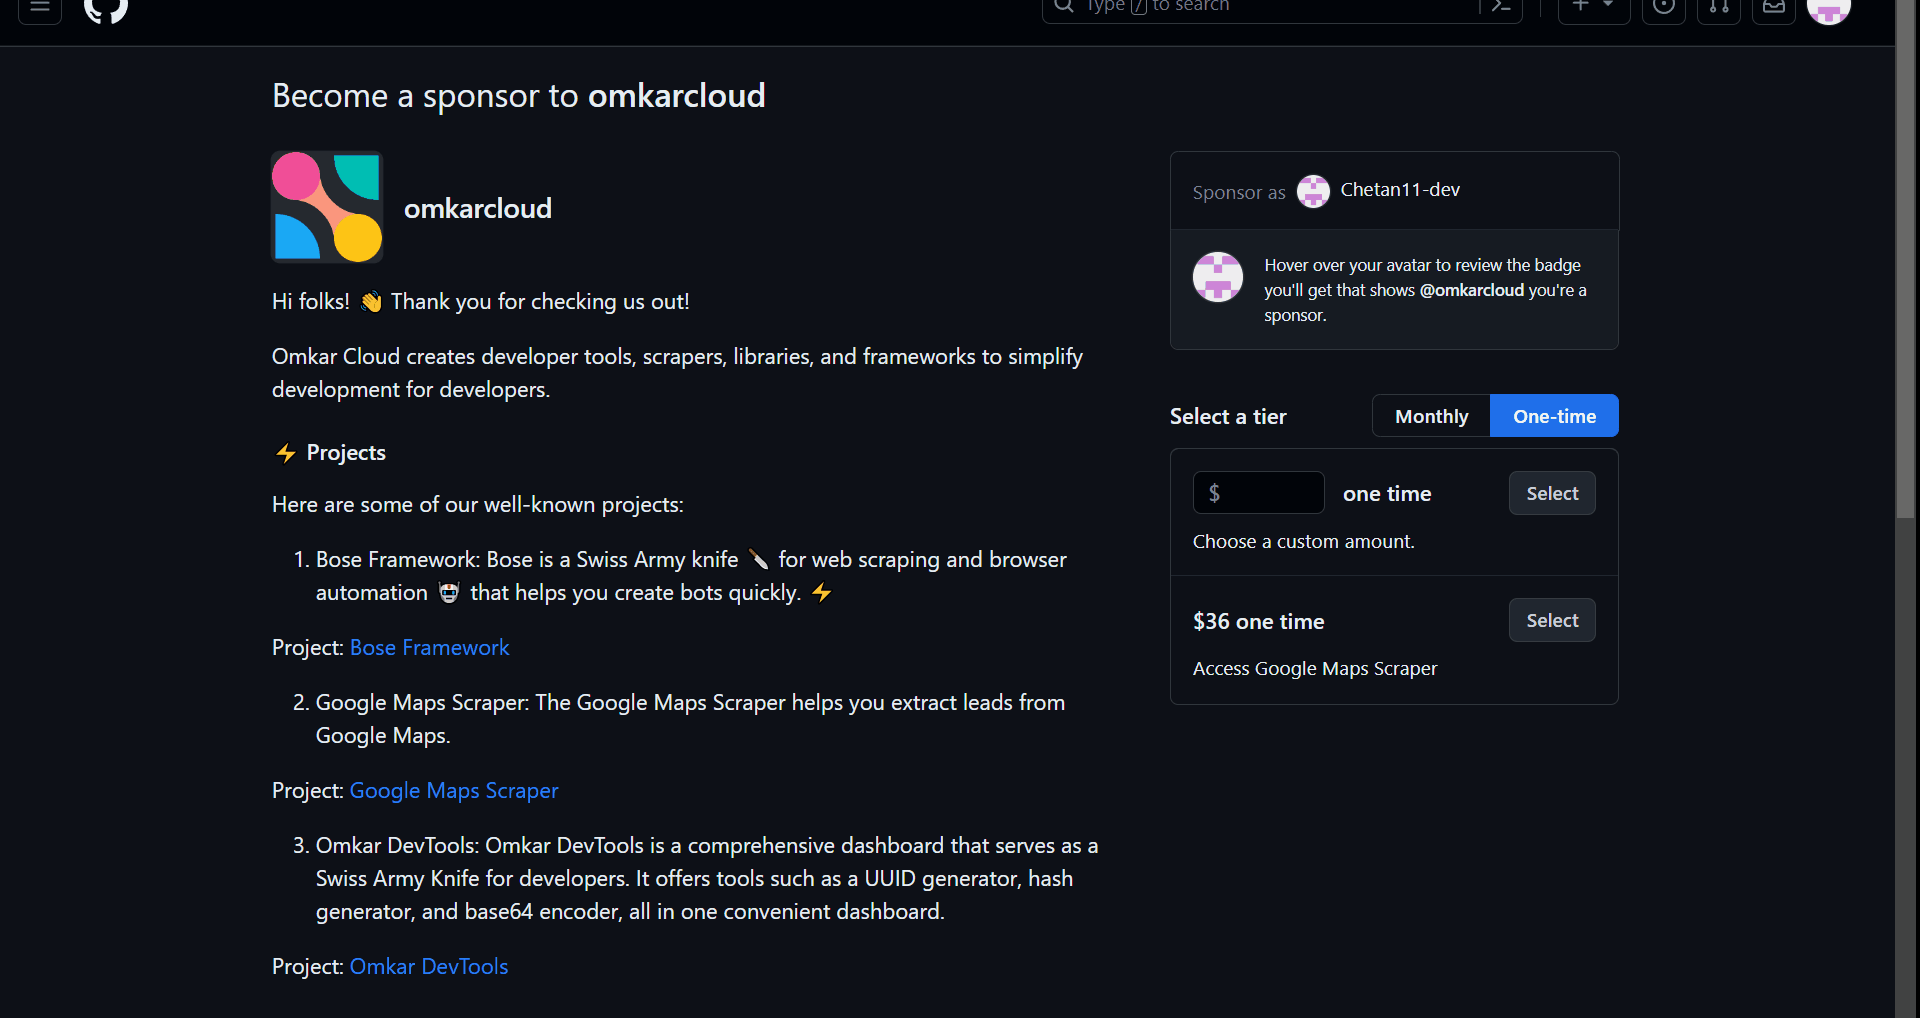 Type / to search
Become a sponsor to omkarcloud
omkarcloud
Hi folks! 👋 Thank you for checking us out!
Omkar Cloud creates developer tools, scrapers, libraries, and frameworks to simplify
development for developers.
⚡ Projects
Here are some of our well-known projects:
1. Bose Framework: Bose is a Swiss Army knife 🔪 for web scraping and browser
automation 🤖 that helps you create bots quickly. ⚡
Project: Bose Framework
2. Google Maps Scraper: The Google Maps Scraper helps you extract leads from
Google Maps.
Project: Google Maps Scraper
3. Omkar DevTools: Omkar DevTools is a comprehensive dashboard that serves as a
Swiss Army Knife for developers. It offers tools such as a UUID generator, hash
generator, and base64 encoder, all in one convenient dashboard.
Project: Omkar DevTools
Sponsor as Chetan11-dev
Hover over your avatar to review the badge
you'll get that shows @omkarcloud you're a
sponsor.
Select a tier
Monthly One-time
$ one time Select
Choose a custom amount.
$36 one time Select
Access Google Maps Scraper